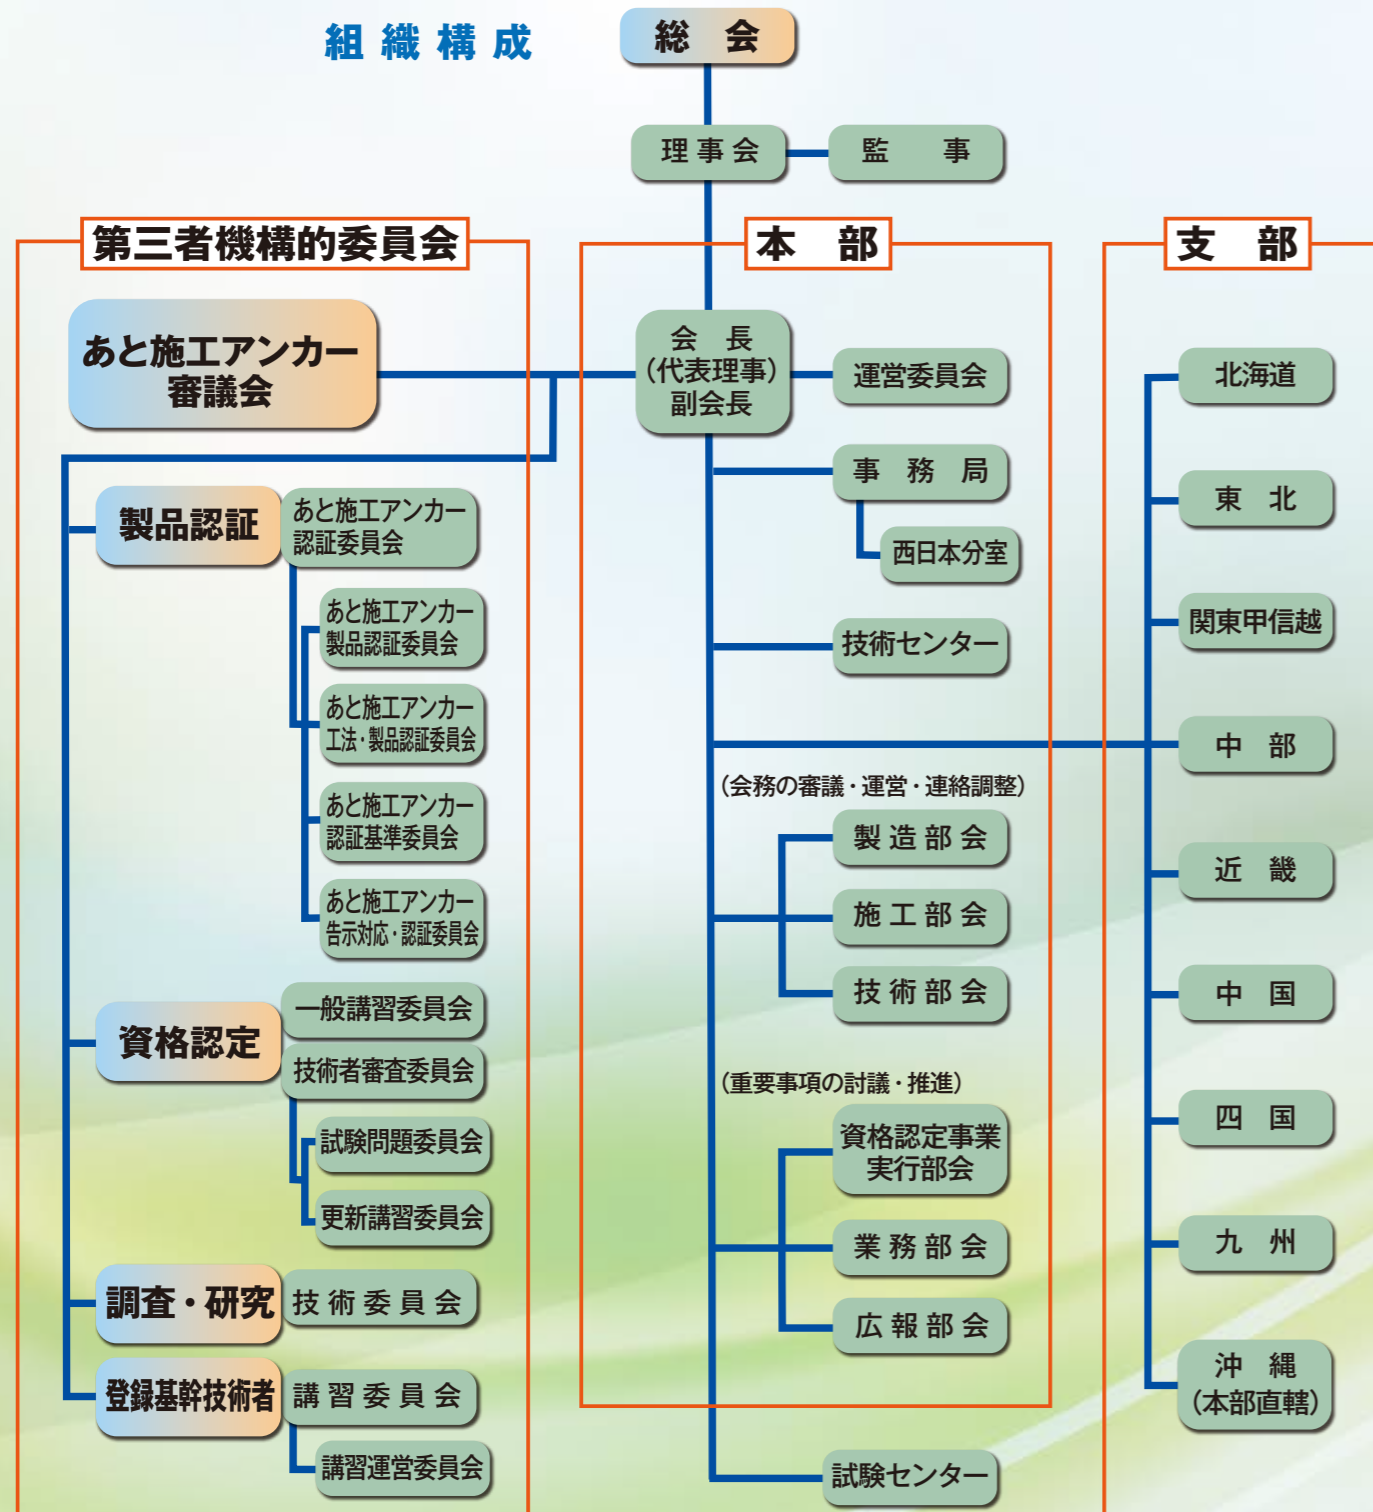 組織構成
総　会
理事会
監　事
第三者機構的委員会
あと施工アンカー
審議会
製品認証
あと施工アンカー
認証委員会
あと施工アンカー
製品認証委員会
あと施工アンカー
工法・製品認証委員会
あと施工アンカー
認証基準委員会
あと施工アンカー
告示対応・認証委員会
資格認定
一般講習委員会
技術者審査委員会
試験問題委員会
更新講習委員会
調査・研究
技術委員会
登録基幹技術者
講習委員会
講習運営委員会
本　部
会　長
（代表理事）
副会長
運営委員会
事　務　局
西日本分室
技術センター
（会務の審議・運営・連絡調整）
製造部会
施工部会
技術部会
（重要事項の討議・推進）
資格認定事業
実行部会
業務部会
広報部会
試験センター
支　部
北海道
東　北
関東甲信越
中　部
近　畿
中　国
四　国
九　州
沖　縄
（本部直轄）